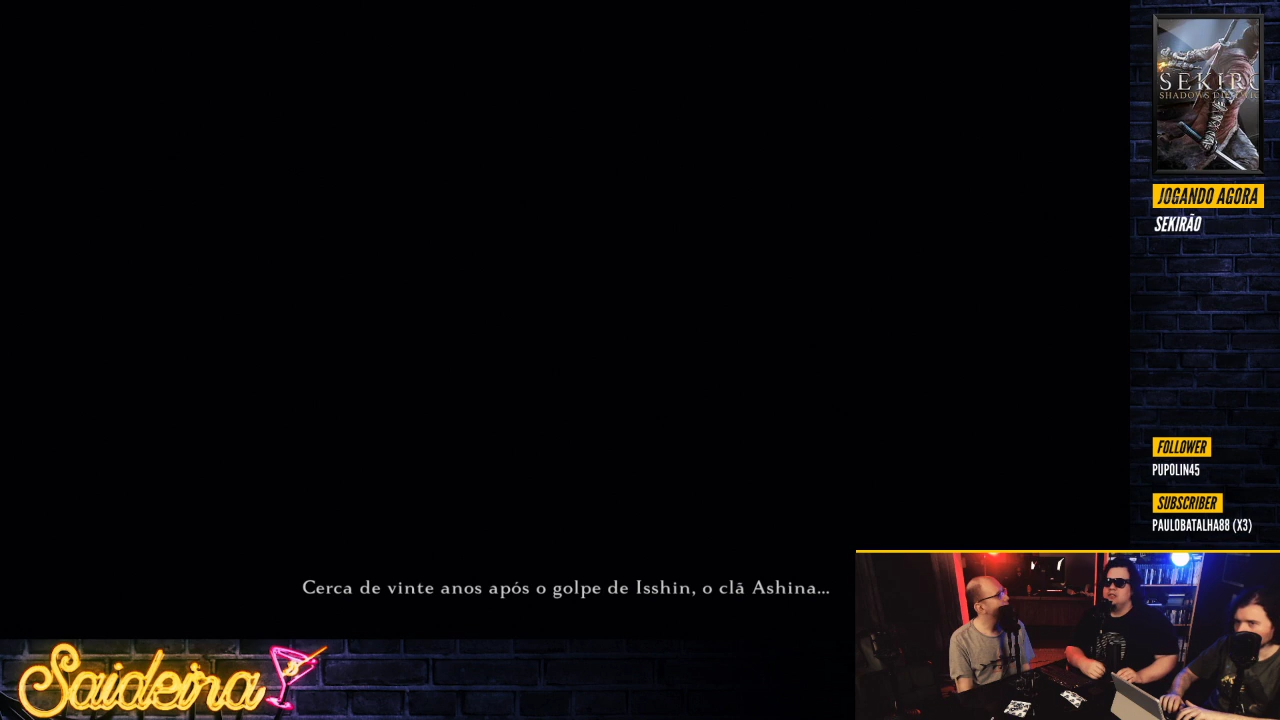 SEKIRO
SHADOWS DIE TWICE
JOGANDO AGORA
SEKIRÃO
FOLLOWER
PUPOLIN45
SUBSCRIBER
PAULOBATALHA88 (X3)
Cerca de vinte anos após o golpe de Isshin, o clã Ashina...
Saideira